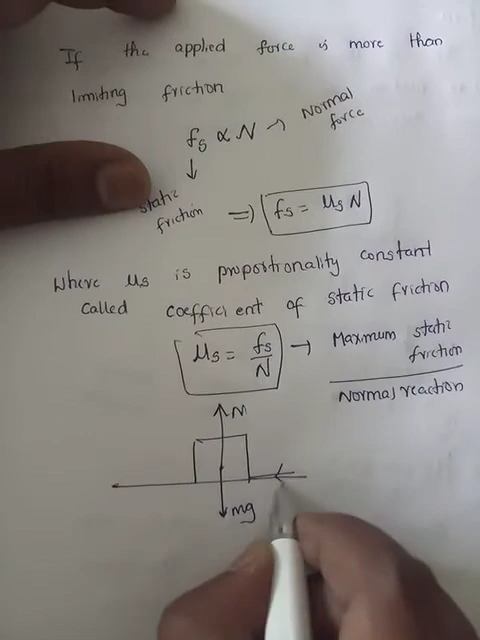 If the applied force is more than
limiting friction
fs ∝ N → Normal force
↓
static friction ⇒ fs = μs N
Where μs is proportionality constant
called coefficient of static friction
μs = fs/N → Maximum static friction / Normal reaction
N
mg